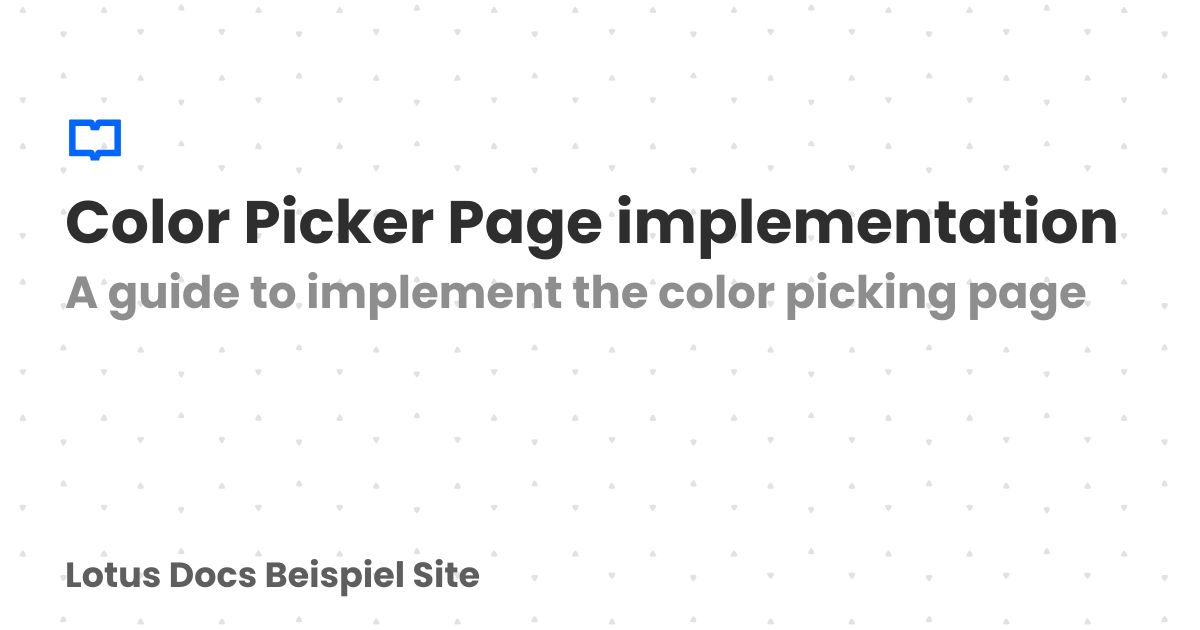 Color Picker Page implementation
A guide to implement the color picking page
Lotus Docs Beispiel Site